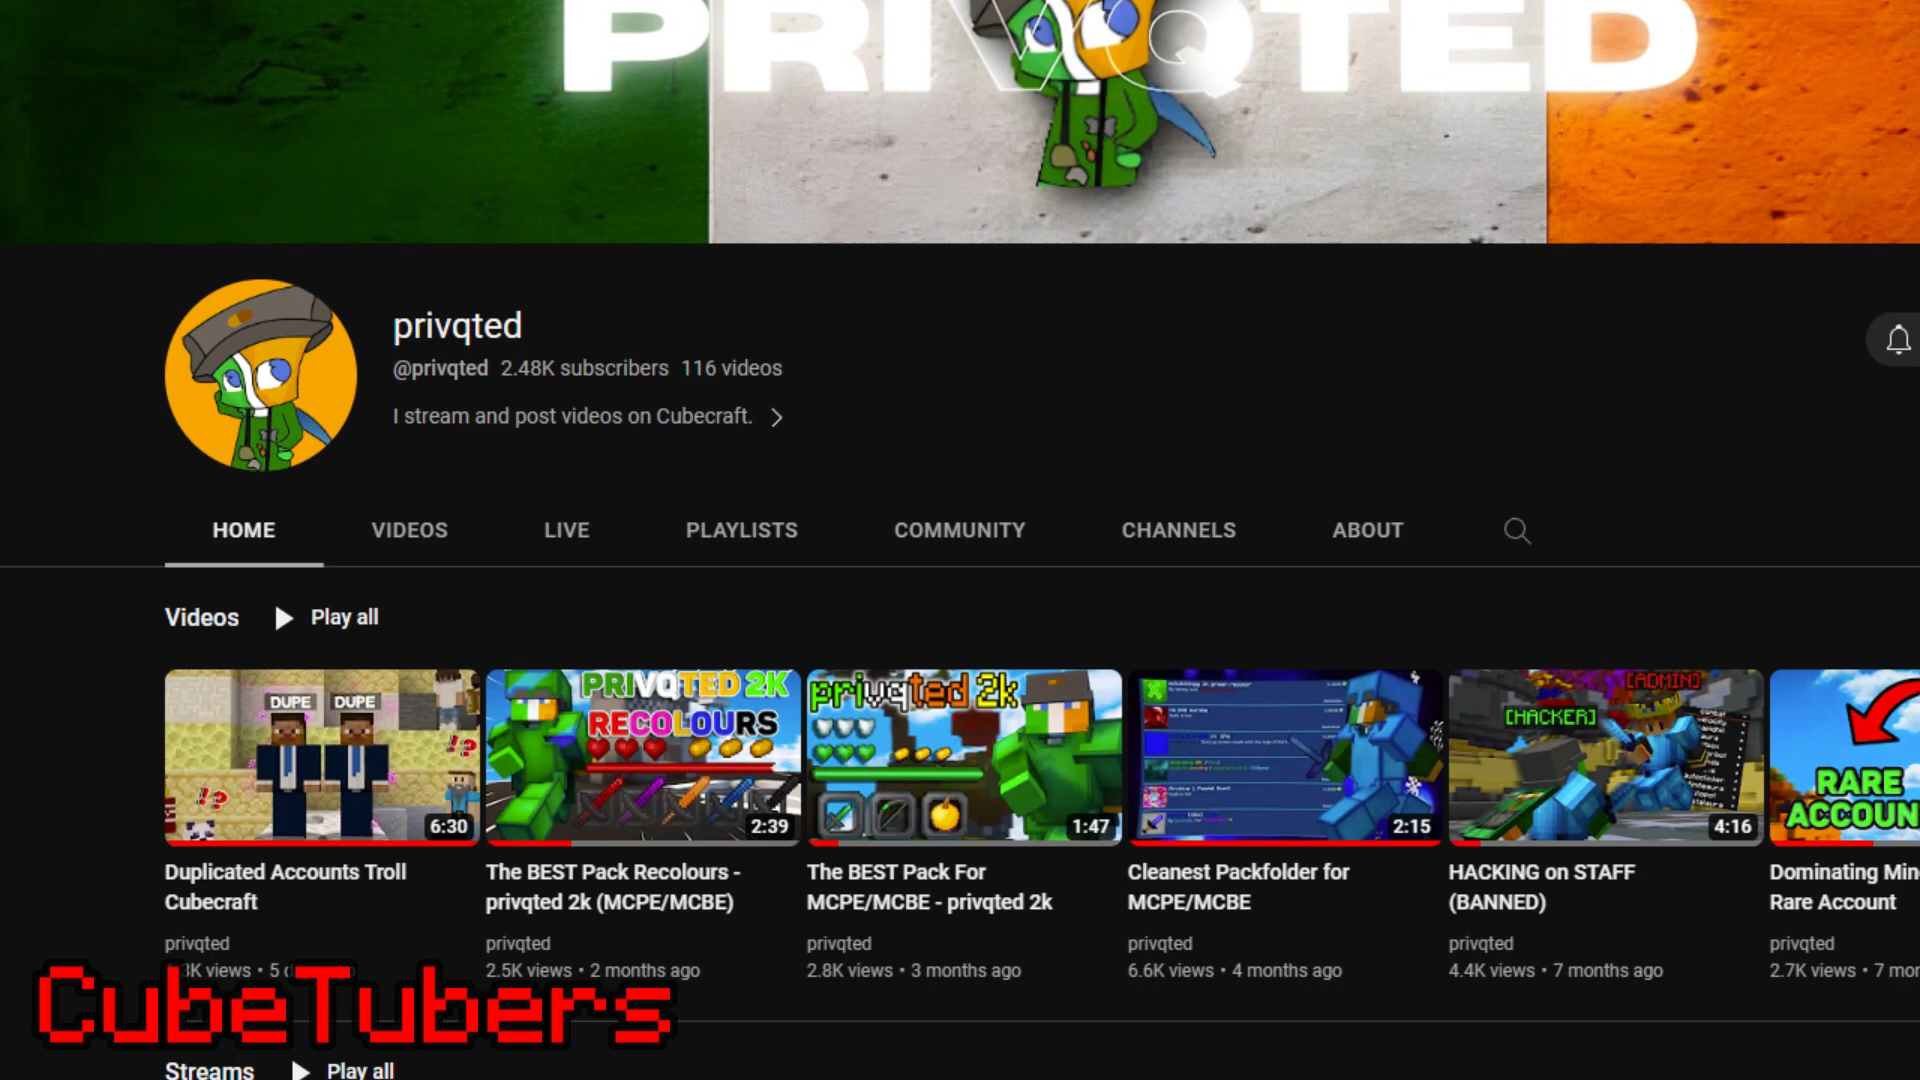 PRIVQTED
privqted
@privqted 2.48K subscribers 116 videos
I stream and post videos on Cubecraft.
HOME VIDEOS LIVE PLAYLISTS COMMUNITY CHANNELS ABOUT
Videos Play all
DUPE DUPE
!?
!?
6:30
PRIVQTED 2K
RECOLOURS
2:39
privqted 2k
1:47
2:15
[ADMIN]
[HACKER]
4:16
RARE
ACCOUN
Duplicated Accounts Troll
Cubecraft
privqted
3K views • 5 d
The BEST Pack Recolours -
privqted 2k (MCPE/MCBE)
privqted
2.5K views • 2 months ago
The BEST Pack For
MCPE/MCBE - privqted 2k
privqted
2.8K views • 3 months ago
Cleanest Packfolder for
MCPE/MCBE
privqted
6.6K views • 4 months ago
HACKING on STAFF
(BANNED)
privqted
4.4K views • 7 months ago
Dominating Min
Rare Account
privqted
2.7K views • 7 mon
CubeTubers
Streams Play all